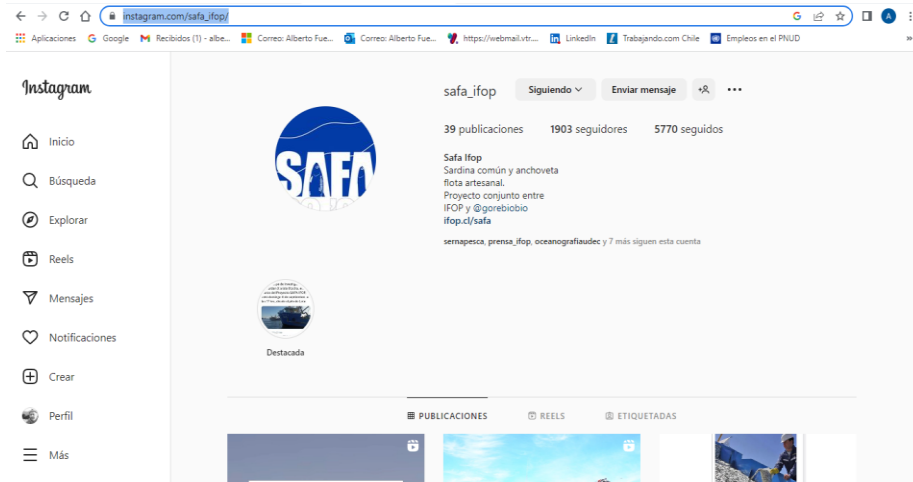 instagram.com/safa_ifop/
Aplicaciones Google Recibidos (1) - albe... Correo: Alberto Fue... Correo: Alberto Fue... https://webmail.vtr.... LinkedIn Trabajando.com Chile Empleos en el PNUD »
Instagram
Inicio
Búsqueda
Explorar
Reels
Mensajes
Notificaciones
Crear
Perfil
Más
SAFA
safa_ifop Siguiendo Enviar mensaje
39 publicaciones 1903 seguidores 5770 seguidos
Safa Ifop
Sardina común y anchoveta
flota artesanal.
Proyecto conjunto entre
IFOP y @gorebiobio
ifop.cl/safa
sernapesca, prensa_ifop, oceanografiaudec y 7 más siguen esta cuenta
Destacada
PUBLICACIONES REELS ETIQUETADAS